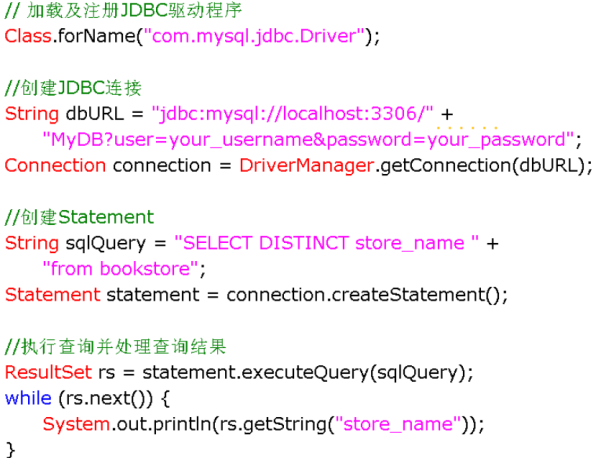 // 加载及注册JDBC驱动程序
Class.forName("com.mysql.jdbc.Driver");
//创建JDBC连接
String dbURL = "jdbc:mysql://localhost:3306/" +
"MyDB?user=your_username&password=your_password";
Connection connection = DriverManager.getConnection(dbURL);
//创建Statement
String sqlQuery = "SELECT DISTINCT store_name " +
"from bookstore";
Statement statement = connection.createStatement();
//执行查询并处理查询结果
ResultSet rs = statement.executeQuery(sqlQuery);
while (rs.next()) {
System.out.println(rs.getString("store_name"));
}